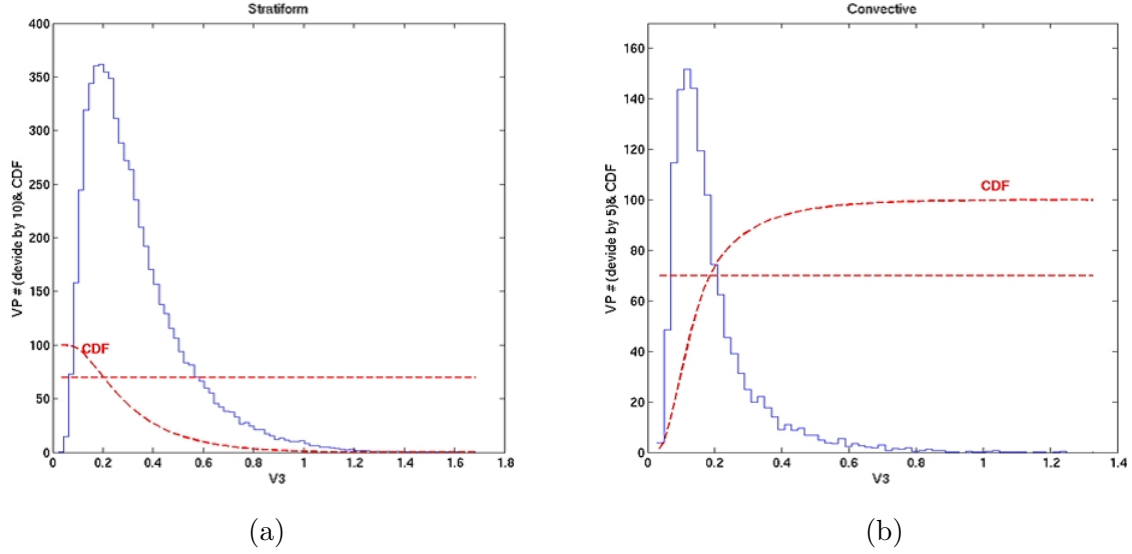 Stratiform
400
350
300
250
200
150
100
50
0
VP # (devide by 10)& CDF
CDF
0 0.2 0.4 0.6 0.8 1 1.2 1.4 1.6 1.8
V3
(a)
Convective
160
140
120
100
80
60
40
20
0
VP # (devide by 5)& CDF
CDF
0 0.2 0.4 0.6 0.8 1 1.2 1.4
V3
(b)